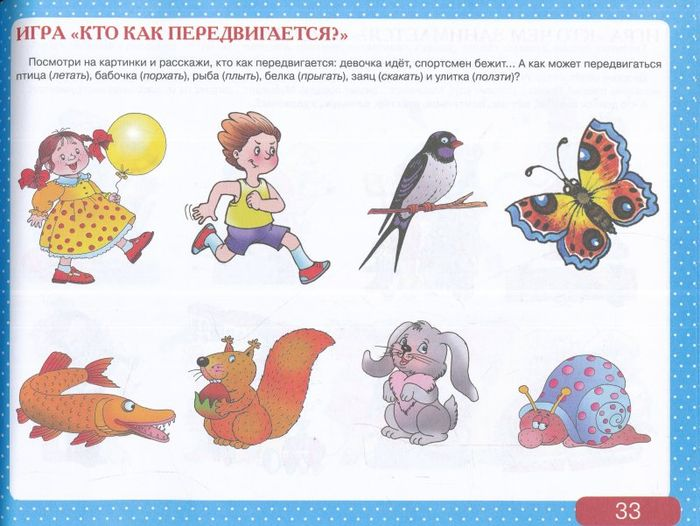 ИГРА «КТО КАК ПЕРЕДВИГАЕТСЯ?»
Посмотри на картинки и расскажи, кто как передвигается: девочка идёт, спортсмен бежит... А как может передвигаться
птица (летать), бабочка (порхать), рыба (плыть), белка (прыгать), заяц (скакать) и улитка (ползти)?
33